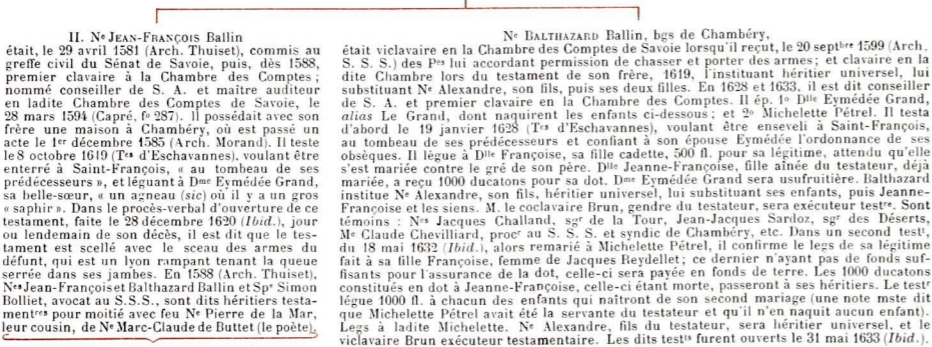 II. Nᵉ JEAN-FRANÇOIS Ballin
était, le 29 avril 1581 (Arch. Thuiset), commis au
greffe civil du Sénat de Savoie, puis, dès 1588,
premier clavaire à la Chambre des Comptes ;
nommé conseiller de S. A. et maître auditeur
en ladite Chambre des Comptes de Savoie, le
28 mars 1594 (Capré, fº 287). Il possédait avec son
frère une maison à Chambéry, où est passé un
acte le 1ᵉʳ décembre 1585 (Arch. Morand). Il teste
le 8 octobre 1619 (Tᵉˢ d'Eschavannes), voulant être
enterré à Saint-François, « au tombeau de ses
prédécesseurs », et léguant à Dᵐᵉ Eymédée Grand,
sa belle-sœur, « un agneau (sic) où il y a un gros
« saphir ». Dans le procès-verbal d'ouverture de ce
testament, faite le 28 décembre 1620 (Ibid.), jour
ou lendemain de son décès, il est dit que le tes-
tament est scellé avec le sceau des armes du
défunt, qui est un lyon rampant tenant la queue
serrée dans ses jambes. En 1588 (Arch. Thuiset),
Nᵉˢ Jean-François et Balthazard Ballin et Spᵉ Simon
Bolliet, avocat au S.S.S., sont dits héritiers testa-
mentʳᵉˢ pour moitié avec feu Nᵉ Pierre de la Mar,
leur cousin, de Nᵉ Marc-Claude de Buttet (le poète).
Nᵉ BALTHAZARD Ballin, bgs de Chambéry,
était viclavaire en la Chambre des Comptes de Savoie lorsqu'il reçut, le 20 septᵇʳᵉ 1599 (Arch.
S. S. S.) des Pᵉˢ lui accordant permission de chasser et porter des armes ; et clavaire en la
dite Chambre lors du testament de son frère, 1619, l'instituant héritier universel, lui
substituant Nᵉ Alexandre, son fils, puis ses deux filles. En 1628 et 1633, il est dit conseiller
de S. A. et premier clavaire en la Chambre des Comptes. Il ép. 1º Dˡˡᵉ Eymédée Grand,
alias Le Grand, dont naquirent les enfants ci-dessous ; et 2º Michelette Pétrel. Il testa
d'abord le 19 janvier 1628 (Tᵉˢ d'Eschavannes), voulant être enseveli à Saint-François,
au tombeau de ses prédécesseurs et confiant à son épouse Eymédée l'ordonnance de ses
obsèques. Il lègue à Dˡˡᵉ Françoise, sa fille cadette, 500 fl. pour sa légitime, attendu qu'elle
s'est mariée contre le gré de son père. Dˡˡᵉ Jeanne-Françoise, fille aînée du testateur, déjà
mariée, a reçu 1000 ducatons pour sa dot. Dᵐᵉ Eymédée Grand sera usufruitière. Balthazard
institue Nᵉ Alexandre, son fils, héritier universel, lui substituant ses enfants, puis Jeanne-
Françoise et les siens. M. le coclavaire Brun, gendre du testateur, sera exécuteur testʳᵉ. Sont
témoins : Nᵉˢ Jacques Challand, sgʳ de la Tour, Jean-Jacques Sardoz, sgʳ des Déserts,
Mᵉ Claude Chevilliard, procʳ au S. S. S. et syndic de Chambéry, etc. Dans un second testᵗ,
du 18 mai 1632 (Ibid.), alors remarié à Michelette Pétrel, il confirme le legs de sa légitime
fait à sa fille Françoise, femme de Jacques Reydellet ; ce dernier n'ayant pas de fonds suf-
fisants pour l'assurance de la dot, celle-ci sera payée en fonds de terre. Les 1000 ducatons
constitués en dot à Jeanne-Françoise, celle-ci étant morte, passeront à ses héritiers. Le testʳ
lègue 1000 fl. à chacun des enfants qui naîtront de son second mariage (une note mste dit
que Michelette Pétrel avait été la servante du testateur et qu'il n'en naquit aucun enfant).
Legs à ladite Michelette. Nᵉ Alexandre, fils du testateur, sera héritier universel, et le
viclavaire Brun exécuteur testamentaire. Les dits testᵗˢ furent ouverts le 31 mai 1633 (Ibid.).